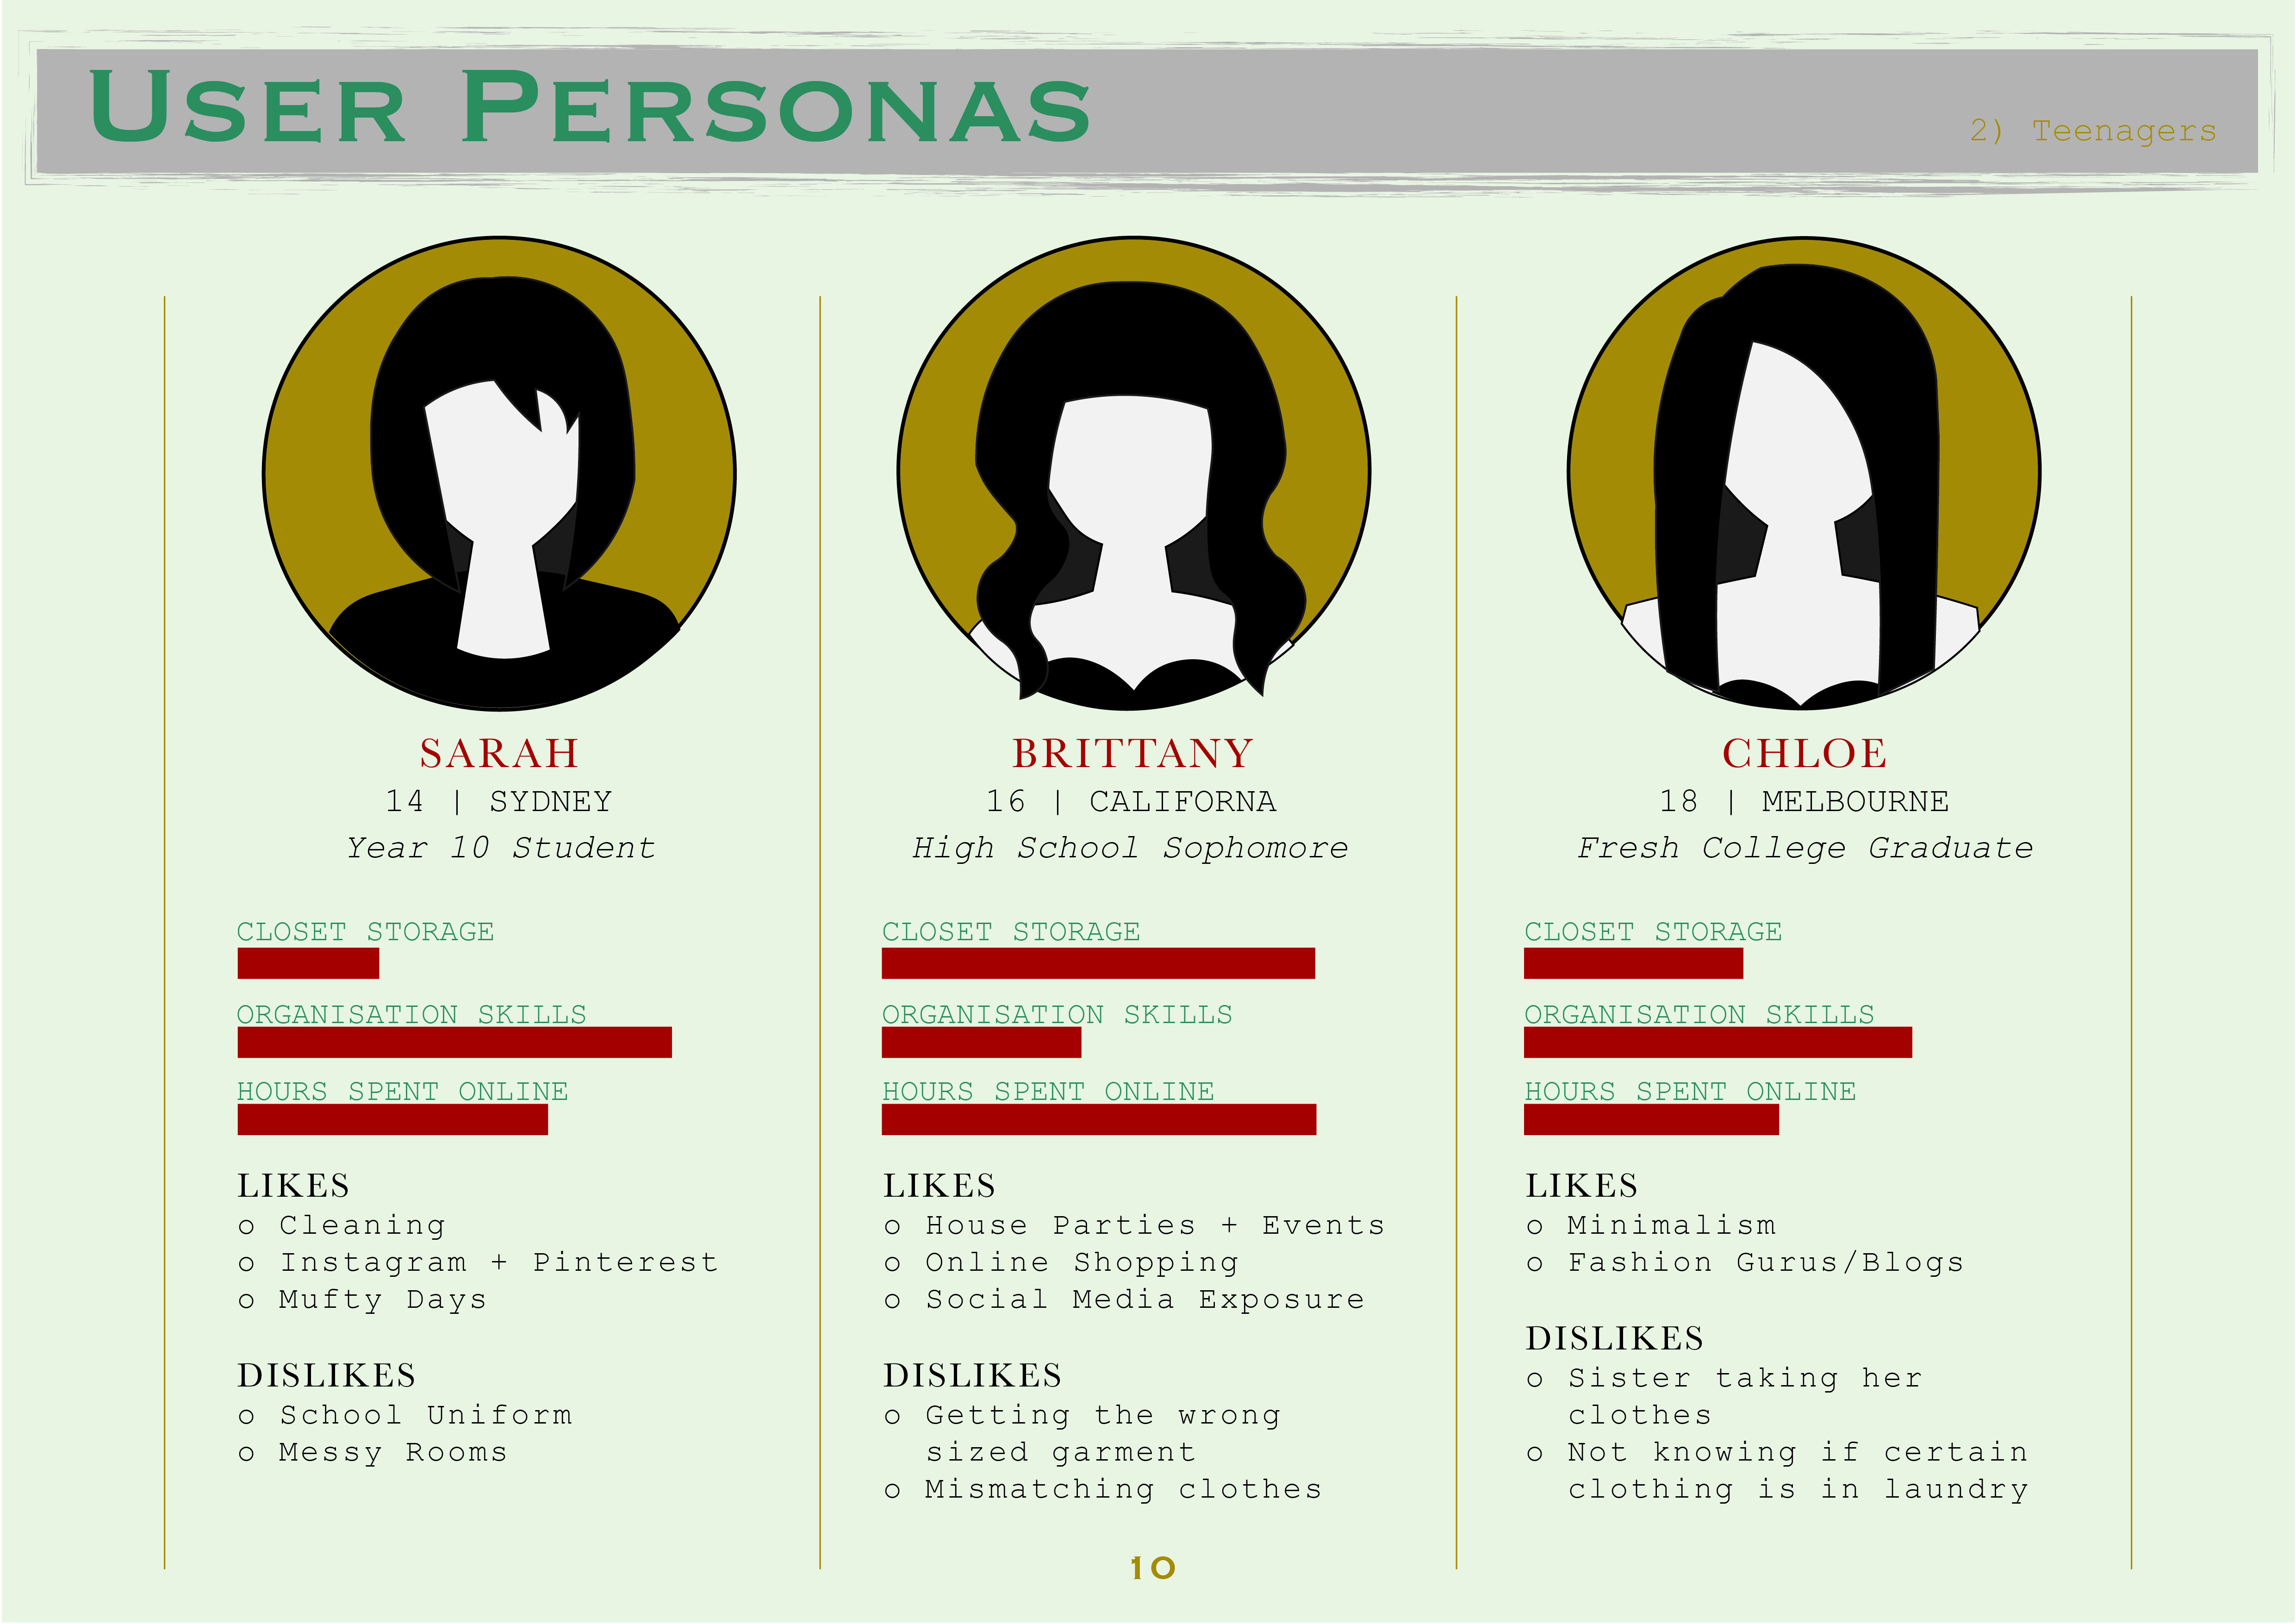 User Personas
2) Teenagers
SARAH
14 | SYDNEY
Year 10 Student
CLOSET STORAGE
ORGANISATION SKILLS
HOURS SPENT ONLINE
LIKES
o Cleaning
o Instagram + Pinterest
o Mufty Days
DISLIKES
o School Uniform
o Messy Rooms
BRITTANY
16 | CALIFORNA
High School Sophomore
CLOSET STORAGE
ORGANISATION SKILLS
HOURS SPENT ONLINE
LIKES
o House Parties + Events
o Online Shopping
o Social Media Exposure
DISLIKES
o Getting the wrong
sized garment
o Mismatching clothes
CHLOE
18 | MELBOURNE
Fresh College Graduate
CLOSET STORAGE
ORGANISATION SKILLS
HOURS SPENT ONLINE
LIKES
o Minimalism
o Fashion Gurus/Blogs
DISLIKES
o Sister taking her
clothes
o Not knowing if certain
clothing is in laundry
10